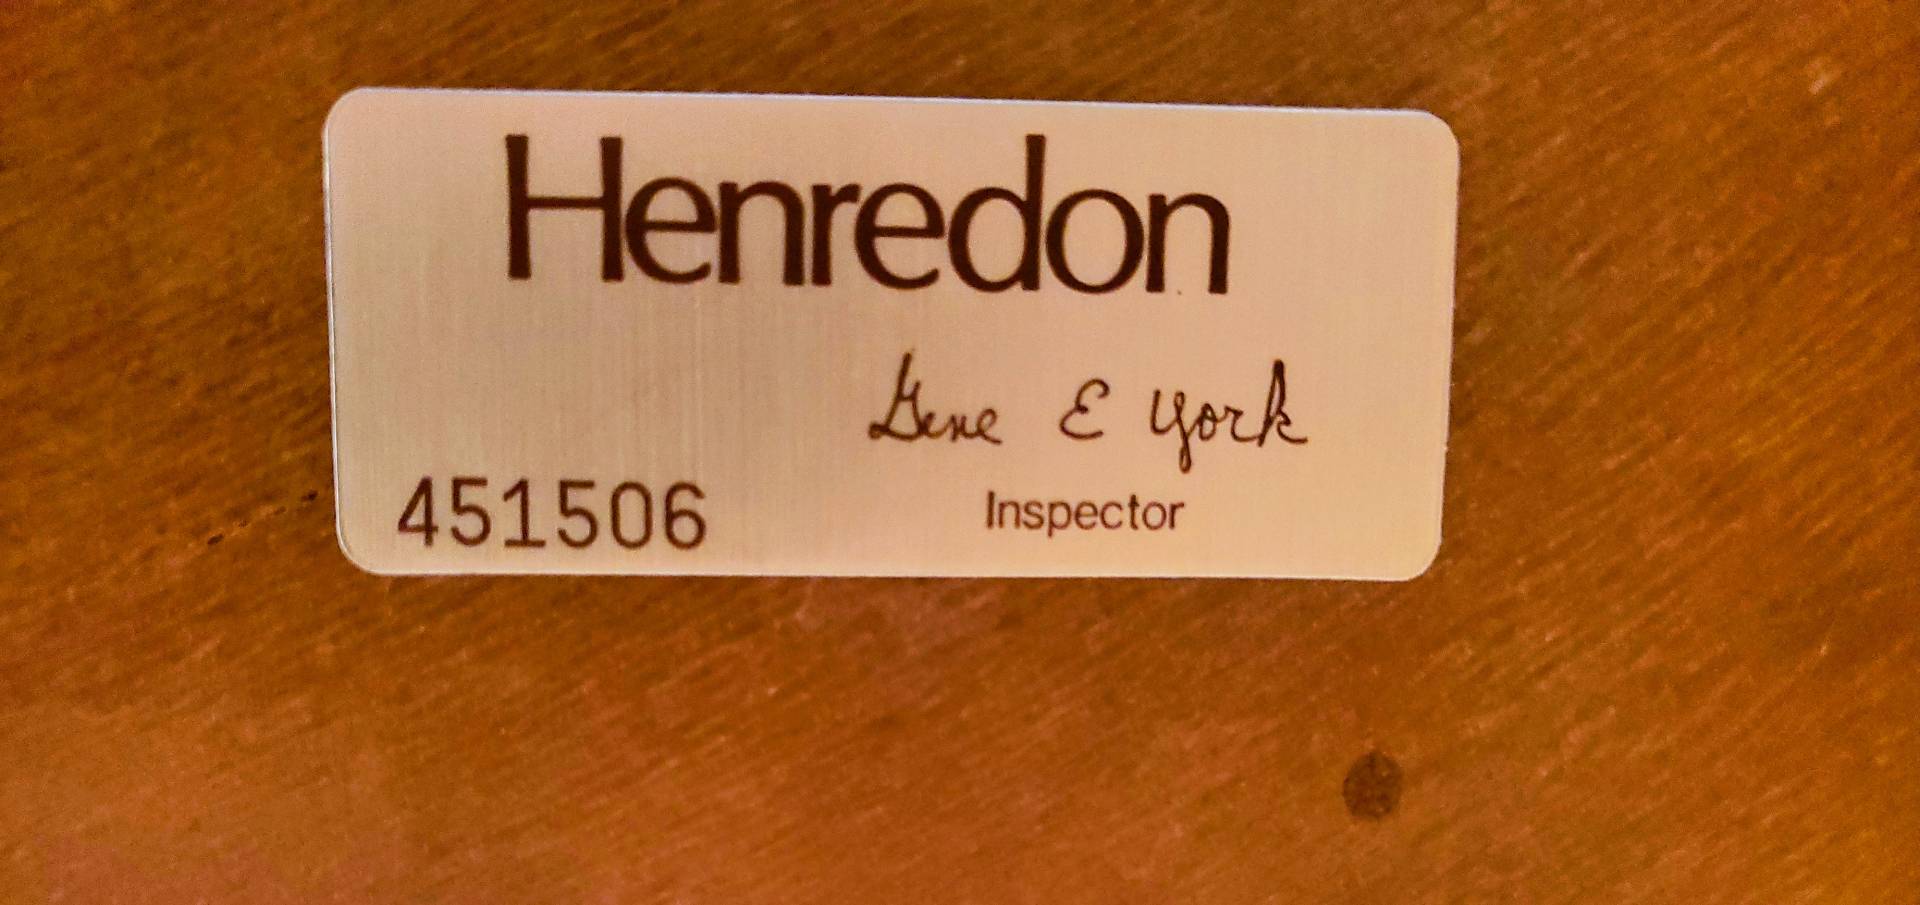 Henredon
Gene E York
451506 Inspector